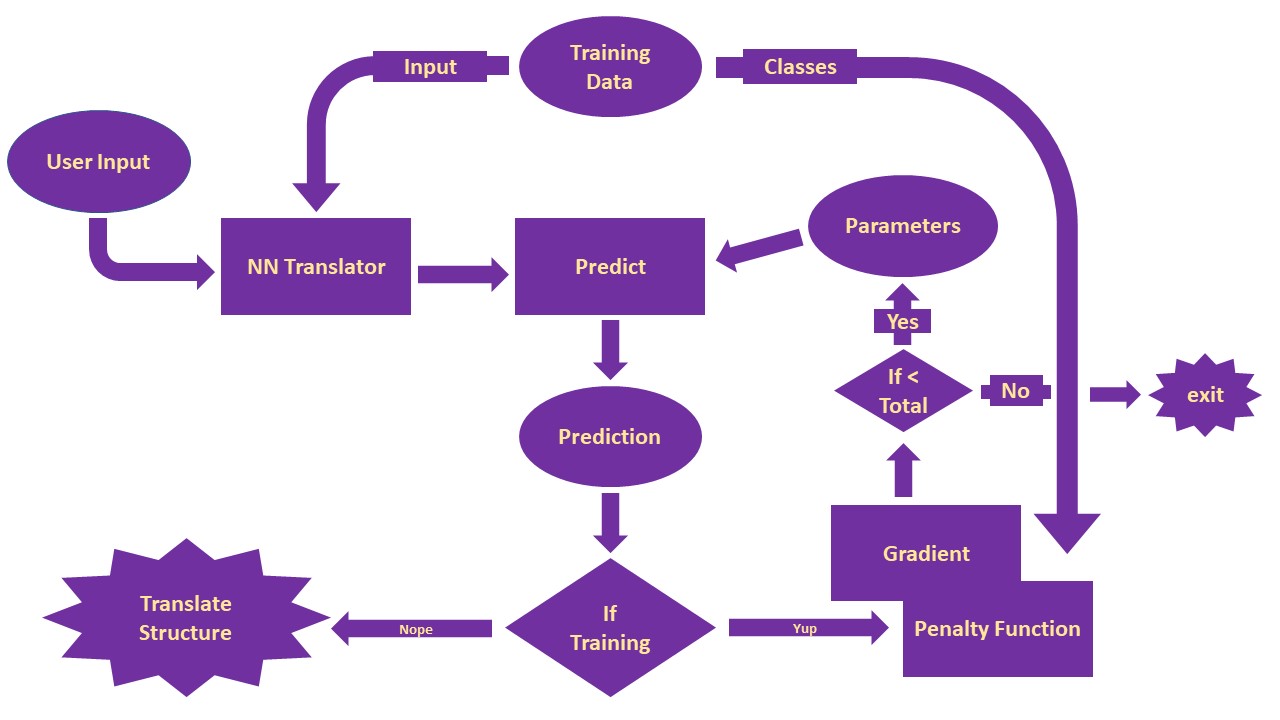 Training
Data
Input
Classes
User Input
NN Translator
Predict
Parameters
Yes
If <
Total
No
exit
Prediction
Gradient
Penalty Function
If
Training
Yup
Nope
Translate
Structure